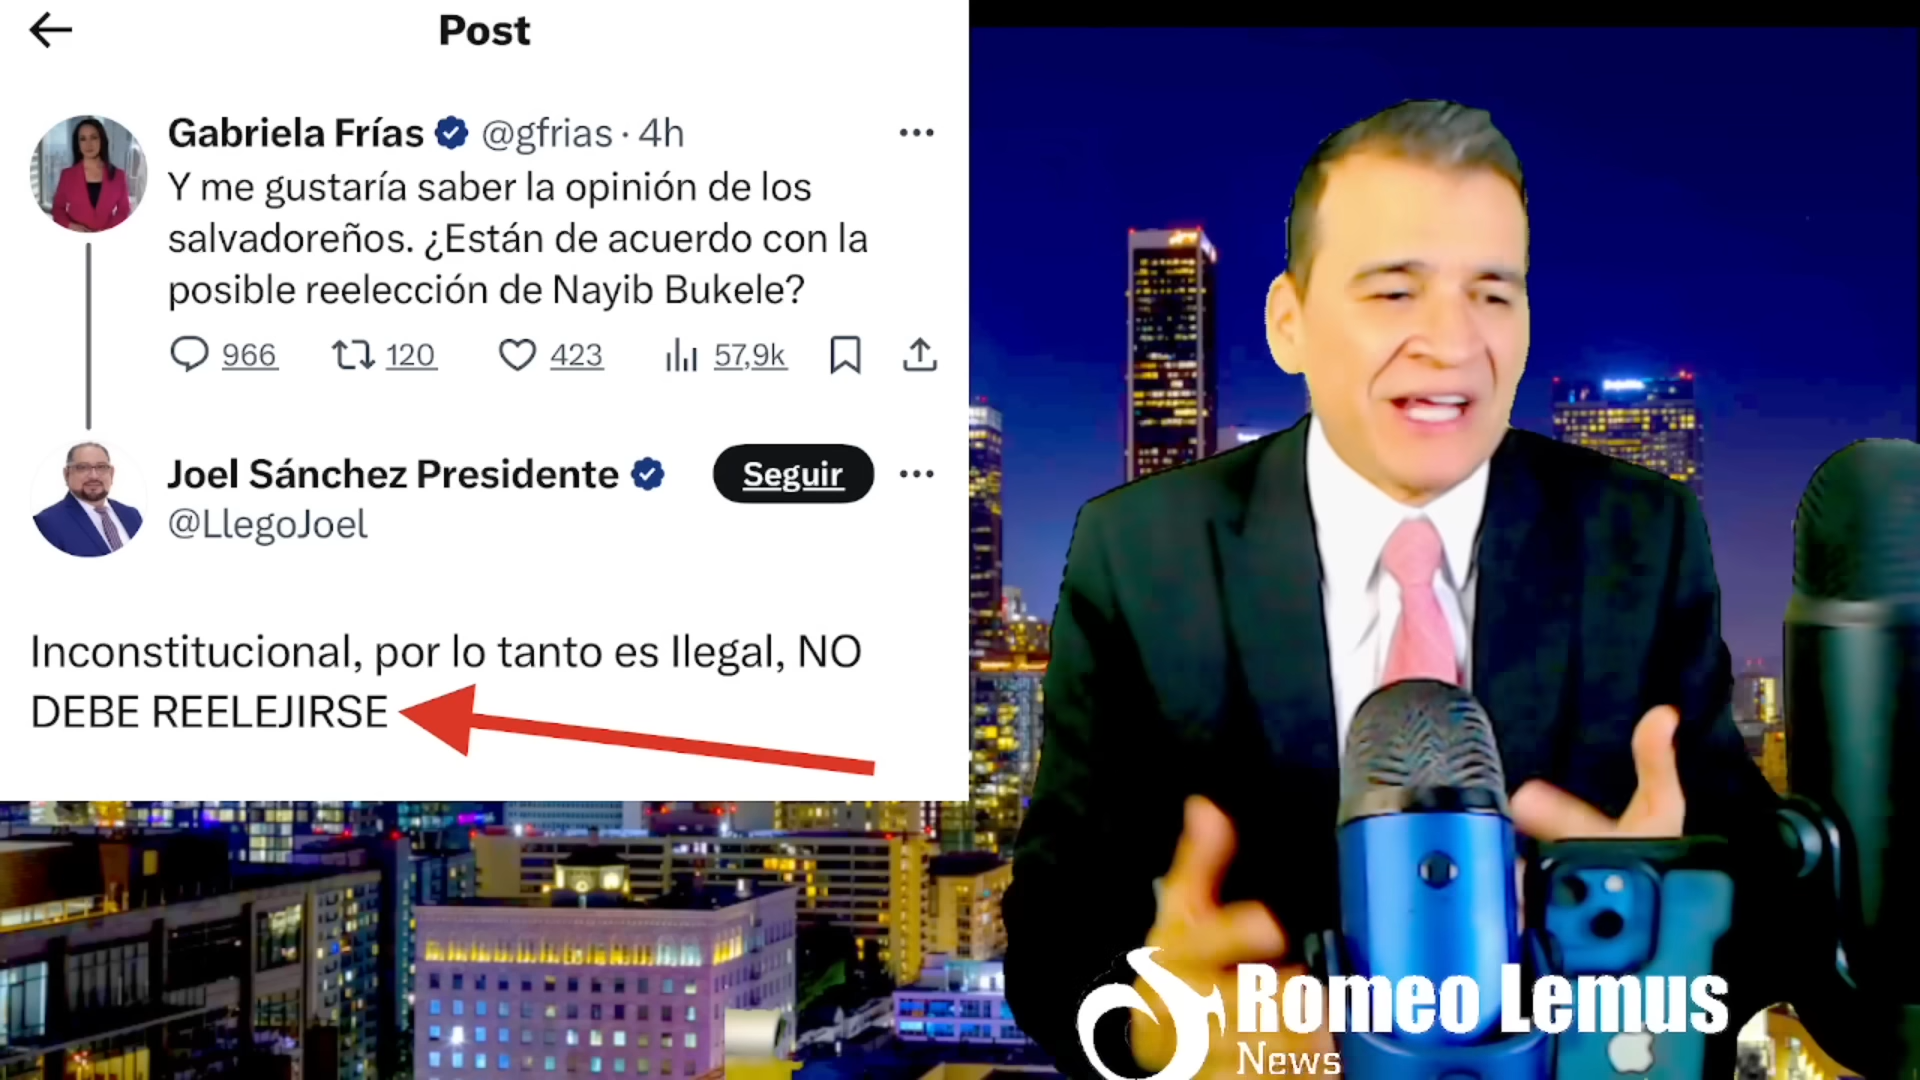 Post
Gabriela Frías @gfrias · 4h
Y me gustaría saber la opinión de los
salvadoreños. ¿Están de acuerdo con la
posible reelección de Nayib Bukele?
966 120 423 57,9k
Joel Sánchez Presidente
Seguir
@LlegoJoel
Inconstitucional, por lo tanto es Ilegal, NO
DEBE REELEJIRSE
Romeo Lemus
News